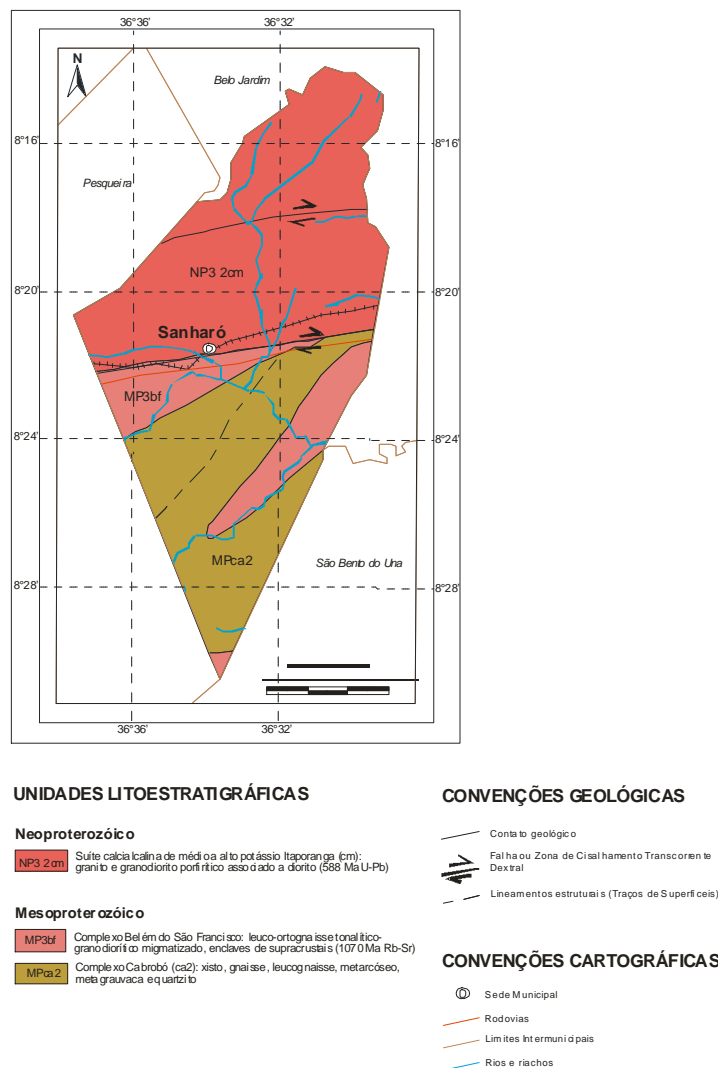 36°36' 36°32'
N
Belo Jardim
8°16' 8°16'
Pesqueira
NP3 2cm
8°20' 8°20'
Sanharó
MP3bf
8°24' 8°24'
MPca2
São Bento do Una
8°28' 8°28'
36°36' 36°32'
UNIDADES LITOESTRATIGRÁFICAS
Neoproterozóico
NP3 2cm
Suíte calcialcalina de médio a alto potássio Itaporanga (cm):
granito e granodiorito porfirítico associado a diorito (588 Ma U-Pb)
Mesoproterozóico
MP3bf
Complexo Belém do São Francisco: leuco-ortognaisse tonalítico-
granodiorítico migmatizado, enclaves de supracrustais (1070 Ma Rb-Sr)
MPca2
Complexo Cabrobó (ca2): xisto, gnaisse, leucognaisse, metarcóseo,
metagrauvaca e quartzito
CONVENÇÕES GEOLÓGICAS
Contato geológico
Falha ou Zona de Cisalhamento Transcorrente
Dextral
Lineamentos estruturais (Traços de Superfíceis)
CONVENÇÕES CARTOGRÁFICAS
Sede Municipal
Rodovias
Limites Intermunicipais
Rios e riachos